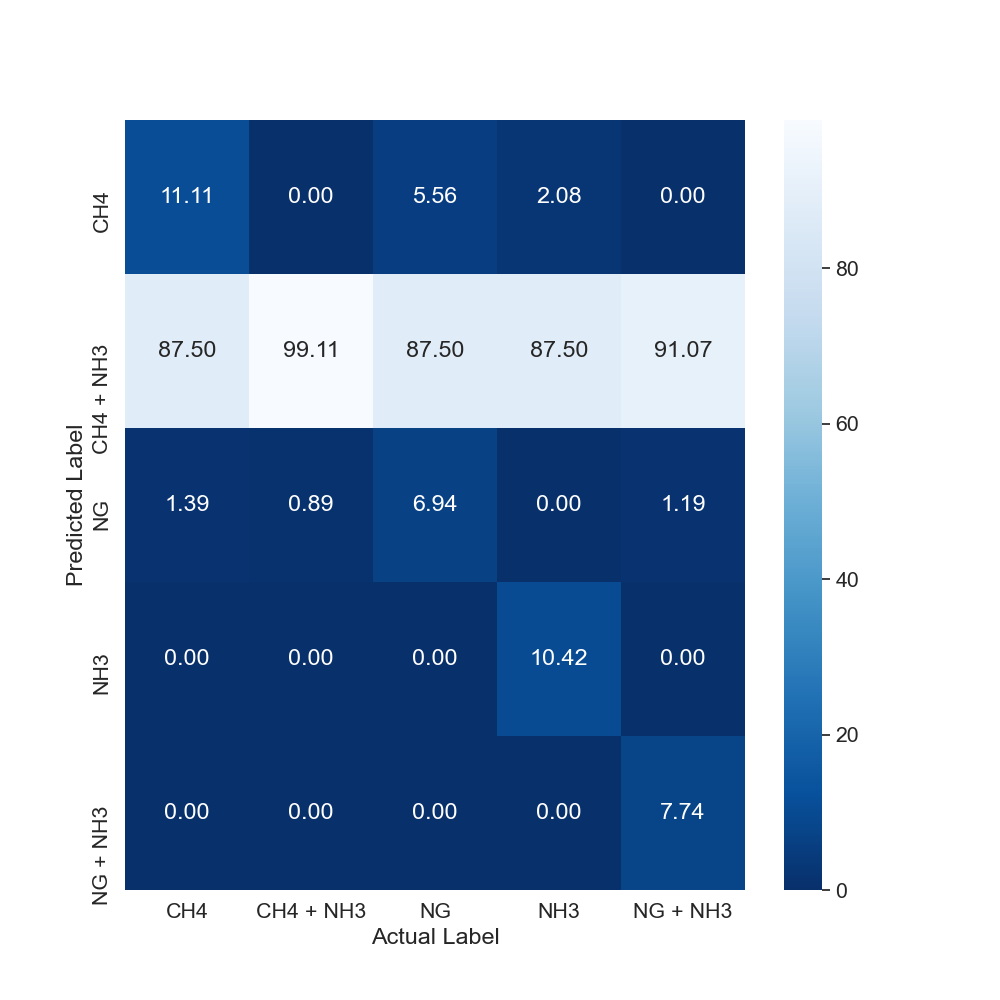 CH4
11.11 0.00 5.56 2.08 0.00
CH4 + NH3
87.50 99.11 87.50 87.50 91.07
NG
1.39 0.89 6.94 0.00 1.19
NH3
0.00 0.00 0.00 10.42 0.00
NG + NH3
0.00 0.00 0.00 0.00 7.74
Predicted Label
CH4 CH4 + NH3 NG NH3 NG + NH3
Actual Label
80
60
40
20
0